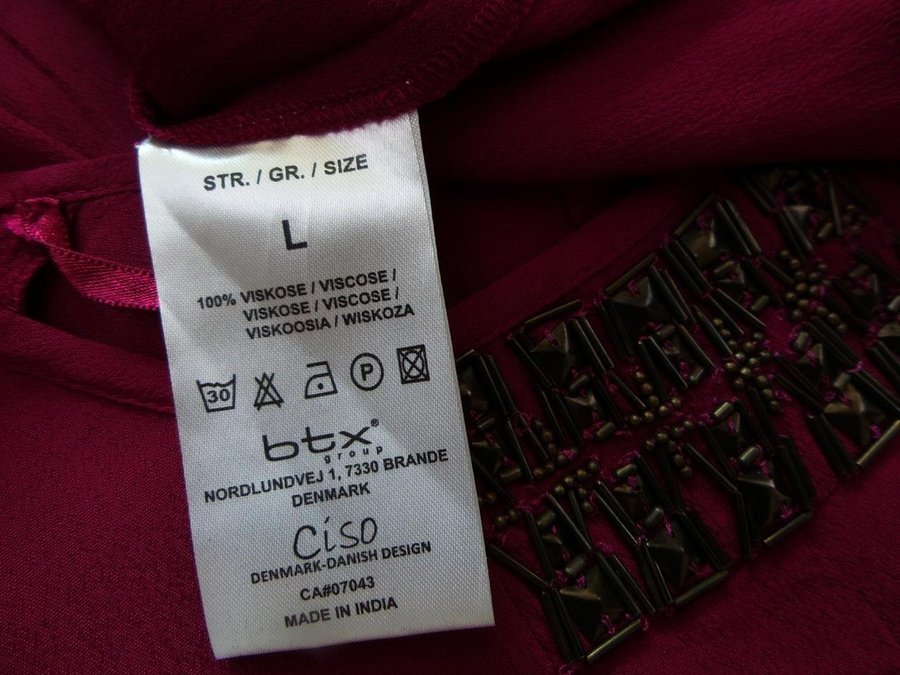 STR. / GR. / SIZE
L
100% VISKOSE / VISCOSE /
VISKOSE / VISCOSE /
VISKOOSIA / WISKOZA
30 P
btx®
group
NORDLUNDVEJ 1, 7330 BRANDE
DENMARK
Ciso
DENMARK-DANISH DESIGN
CA#07043
MADE IN INDIA